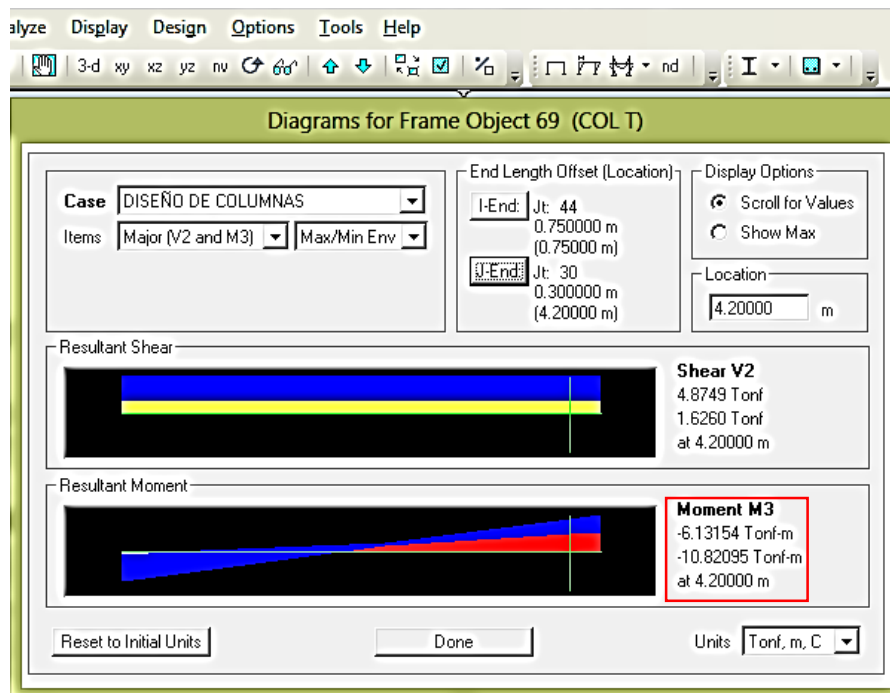 alyze Display Design Options Tools Help
3-d xy xz yz nv nd
Diagrams for Frame Object 69 (COL T)
Case DISEÑO DE COLUMNAS
Items Major (V2 and M3) Max/Min Env
End Length Offset (Location)
I-End: Jt: 44
0.750000 m
(0.75000 m)
J-End: Jt: 30
0.300000 m
(4.20000 m)
Display Options
Scroll for Values
Show Max
Location
4.20000 m
Resultant Shear
Shear V2
4.8749 Tonf
1.6260 Tonf
at 4.20000 m
Resultant Moment
Moment M3
-6.13154 Tonf-m
-10.82095 Tonf-m
at 4.20000 m
Reset to Initial Units Done Units Tonf, m, C